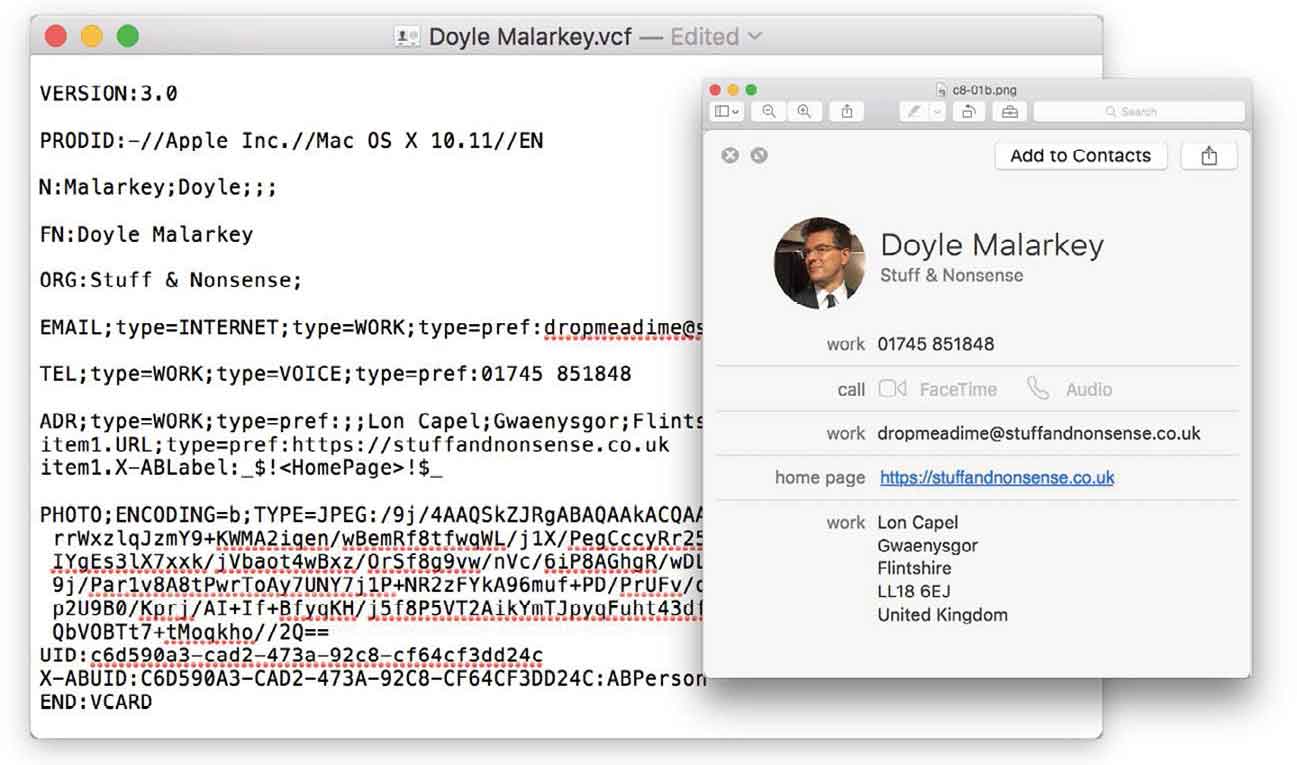 Doyle Malarkey.vcf — Edited
VERSION:3.0
PRODID:-//Apple Inc.//Mac OS X 10.11//EN
N:Malarkey;Doyle;;;
FN:Doyle Malarkey
ORG:Stuff & Nonsense;
EMAIL;type=INTERNET;type=WORK;type=pref:dropmeadime@s
TEL;type=WORK;type=VOICE;type=pref:01745 851848
ADR;type=WORK;type=pref:;;Lon Capel;Gwaenysgor;Flints
item1.URL;type=pref:https://stuffandnonsense.co.uk
item1.X-ABLabel:_$!<HomePage>!$_
PHOTO;ENCODING=b;TYPE=JPEG:/9j/4AAQSkZJRgABAQAAkACQAA
rrWxzlqJzmY9+KWMA2iqen/wBemRf8tfwqWL/j1X/PegCccyRr25
IYgEs3lX7xxk/jVbaot4wBxz/OrSf8g9vw/nVc/6iP8AGhgR/wDL
9j/Par1v8A8tPwrToAy7UNY7j1P+NR2zFYkA96muf+PD/PrUFv/
p2U9B0/Kprj/AI+If+BfyqKH/j5f8P5VT2AikYmTJpyqFuht43df
QbVOBTt7+tMoqkho//2Q==
UID:c6d590a3-cad2-473a-92c8-cf64cf3dd24c
X-ABUID:C6D590A3-CAD2-473A-92C8-CF64CF3DD24C:ABPerson
END:VCARD
c8-01b.png
Search
Add to Contacts
Doyle Malarkey
Stuff & Nonsense
work 01745 851848
call FaceTime Audio
work dropmeadime@stuffandnonsense.co.uk
home page https://stuffandnonsense.co.uk
work Lon Capel
Gwaenysgor
Flintshire
LL18 6EJ
United Kingdom